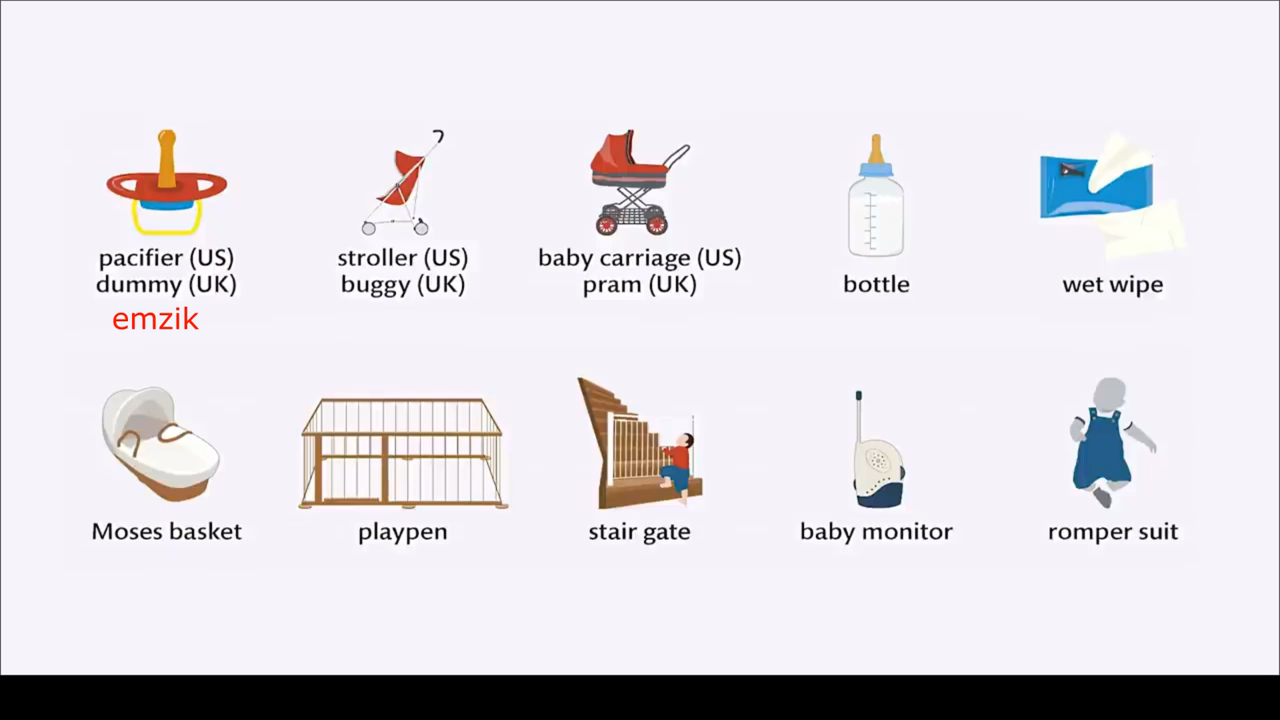 pacifier (US)
dummy (UK)
emzik
stroller (US)
buggy (UK)
baby carriage (US)
pram (UK)
bottle
wet wipe
Moses basket
playpen
stair gate
baby monitor
romper suit